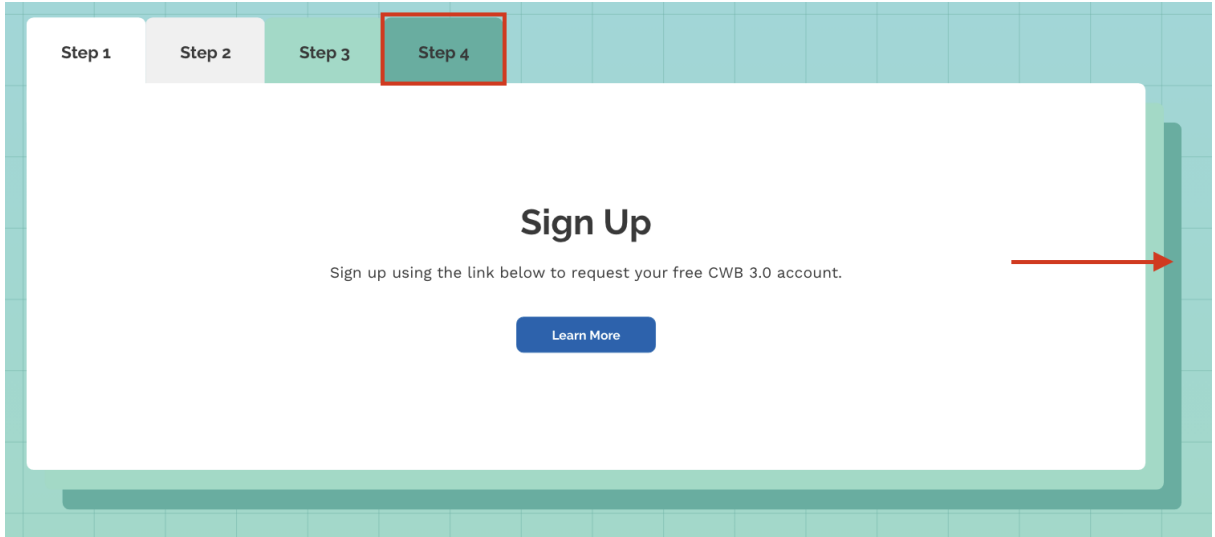 Step 1 Step 2 Step 3 Step 4
Sign Up
Sign up using the link below to request your free CWB 3.0 account.
Learn More